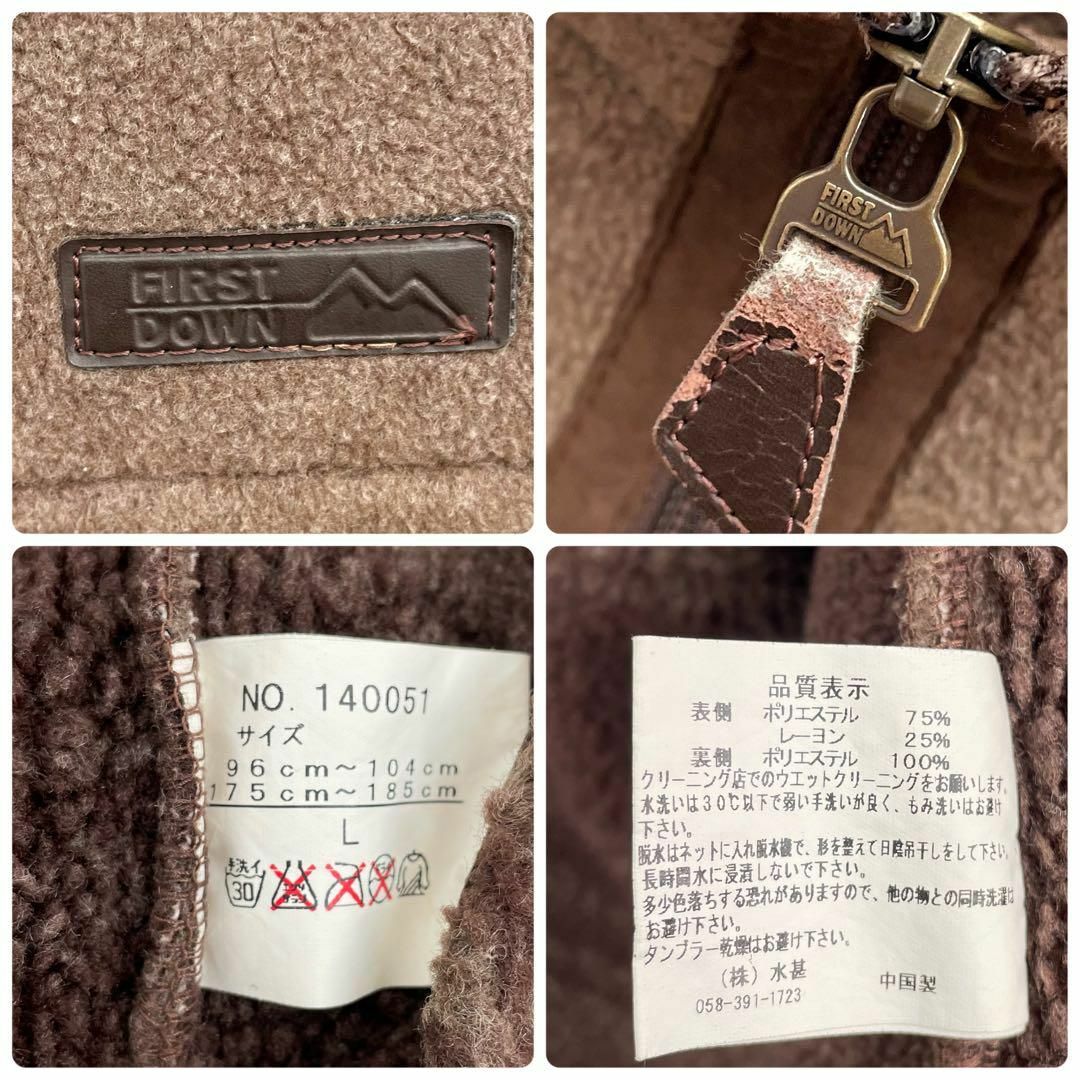 FIRST
DOWN
FIRST
DOWN
NO. 140051
サイズ
96cm～104cm
175cm～185cm
L
手洗イ
30
品質表示
表側 ポリエステル 75%
レーヨン 25%
裏側 ポリエステル 100%
クリーニング店でのウエットクリーニングをお願いします。
水洗いは30℃以下で弱い手洗いが良く、もみ洗いはお避け
下さい。
脱水はネットに入れ脱水機で、形を整えて日陰吊干しをして下さい。
長時間水に浸漬しないで下さい。
多少色落ちする恐れがありますので、他の物との同時洗濯は
お避け下さい。
タンブラー乾燥はお避け下さい。
(株)水甚 中国製
058-391-1723